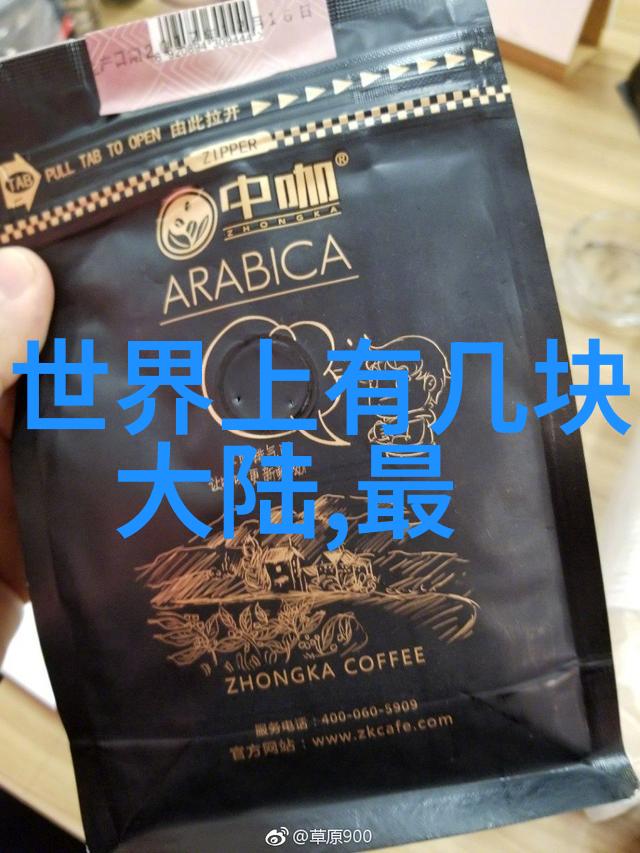 PULL TAB TO OPEN 由此拉开
TAB
ZIPPER
中咖®
ZHONGKA
ARABICA
世界上有几块
大陆,最
ZHONGKA COFFEE
服务电话:400-060-5909
官方网站:www.zkcafe.com
@草原900